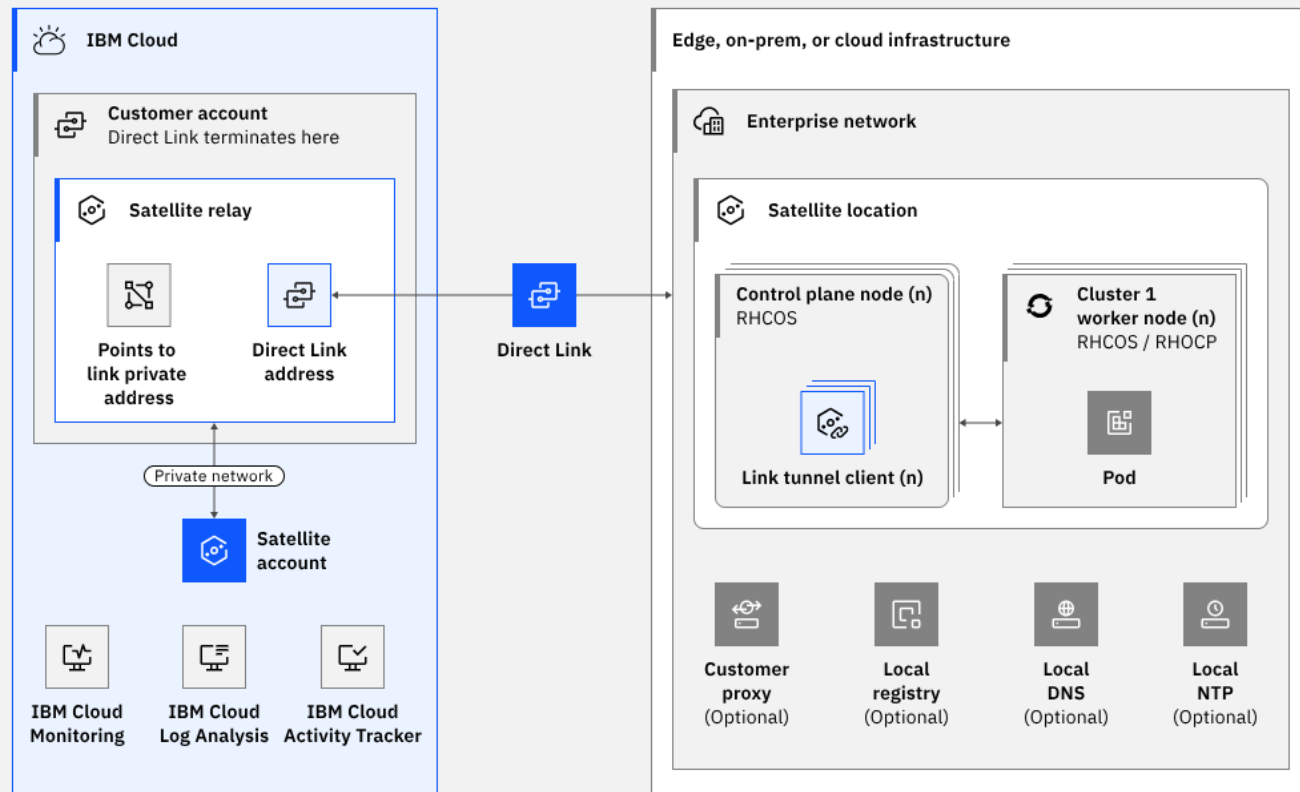 IBM Cloud
Customer account
Direct Link terminates here
Satellite relay
Points to
link private
address
Direct Link
address
Private network
Satellite
account
IBM Cloud
Monitoring
IBM Cloud
Log Analysis
IBM Cloud
Activity Tracker
Direct Link
Edge, on-prem, or cloud infrastructure
Enterprise network
Satellite location
Control plane node (n)
RHCOS
Link tunnel client (n)
Cluster 1
worker node (n)
RHCOS / RHOCP
Pod
Customer
proxy
(Optional)
Local
registry
(Optional)
Local
DNS
(Optional)
Local
NTP
(Optional)